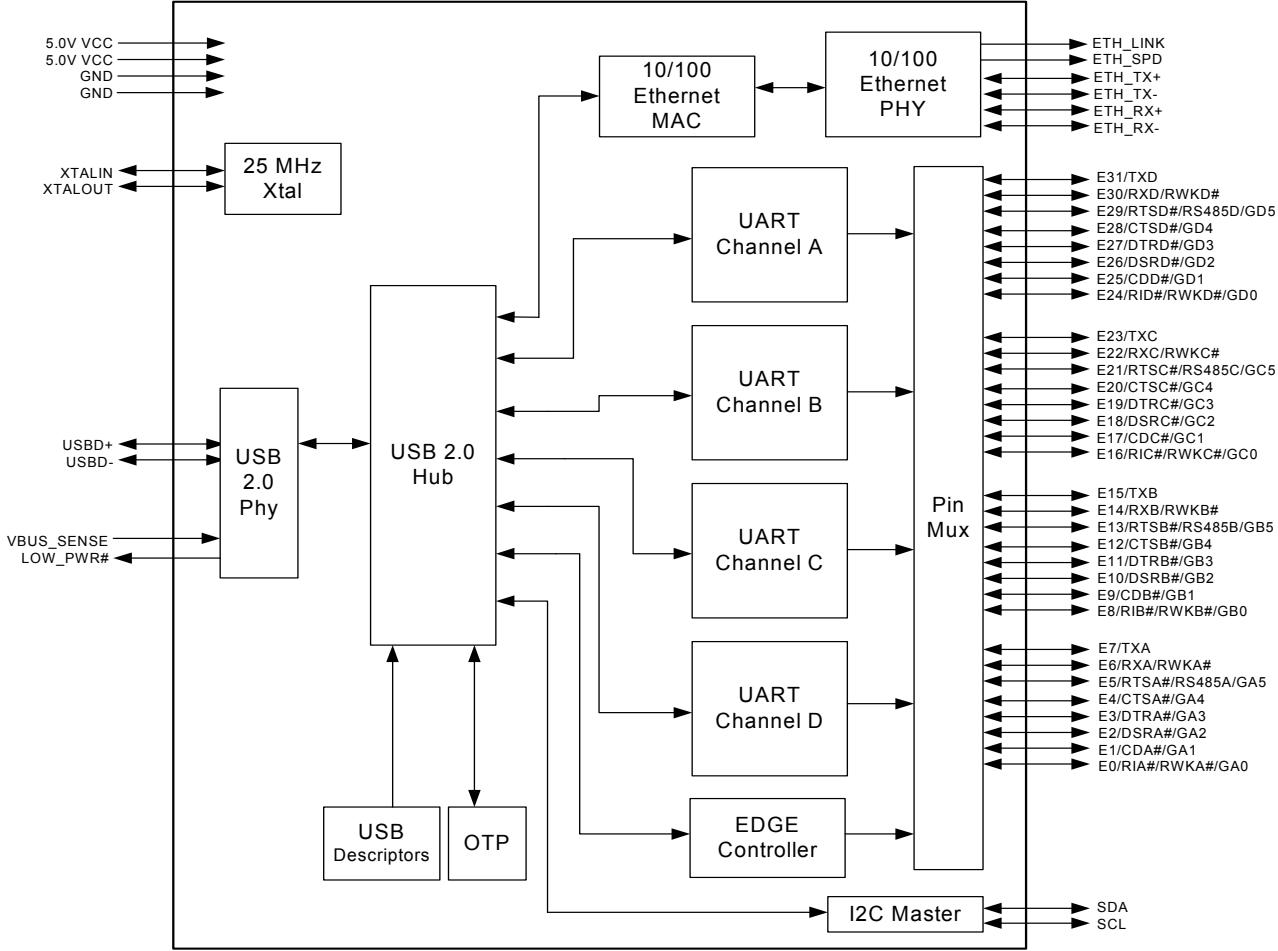 5.0V VCC
5.0V VCC
GND
GND
XTALIN
XTALOUT
25 MHz
Xtal
USBD+
USBD-
VBUS_SENSE
LOW_PWR#
USB
2.0
Phy
USB 2.0
Hub
USB
Descriptors
OTP
10/100
Ethernet
MAC
10/100
Ethernet
PHY
UART
Channel A
UART
Channel B
UART
Channel C
UART
Channel D
EDGE
Controller
I2C Master
Pin
Mux
ETH_LINK
ETH_SPD
ETH_TX+
ETH_TX-
ETH_RX+
ETH_RX-
E31/TXD
E30/RXD/RWKD#
E29/RTSD#/RS485D/GD5
E28/CTSD#/GD4
E27/DTRD#/GD3
E26/DSRD#/GD2
E25/CDD#/GD1
E24/RID#/RWKD#/GD0
E23/TXC
E22/RXC/RWKC#
E21/RTSC#/RS485C/GC5
E20/CTSC#/GC4
E19/DTRC#/GC3
E18/DSRC#/GC2
E17/CDC#/GC1
E16/RIC#/RWKC#/GC0
E15/TXB
E14/RXB/RWKB#
E13/RTSB#/RS485B/GB5
E12/CTSB#/GB4
E11/DTRB#/GB3
E10/DSRB#/GB2
E9/CDB#/GB1
E8/RIB#/RWKB#/GB0
E7/TXA
E6/RXA/RWKA#
E5/RTSA#/RS485A/GA5
E4/CTSA#/GA4
E3/DTRA#/GA3
E2/DSRA#/GA2
E1/CDA#/GA1
E0/RIA#/RWKA#/GA0
SDA
SCL